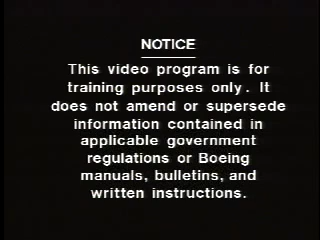 NOTICE
This video program is for
training purposes only. It
does not amend or supersede
information contained in
applicable government
regulations or Boeing
manuals, bulletins, and
written instructions.